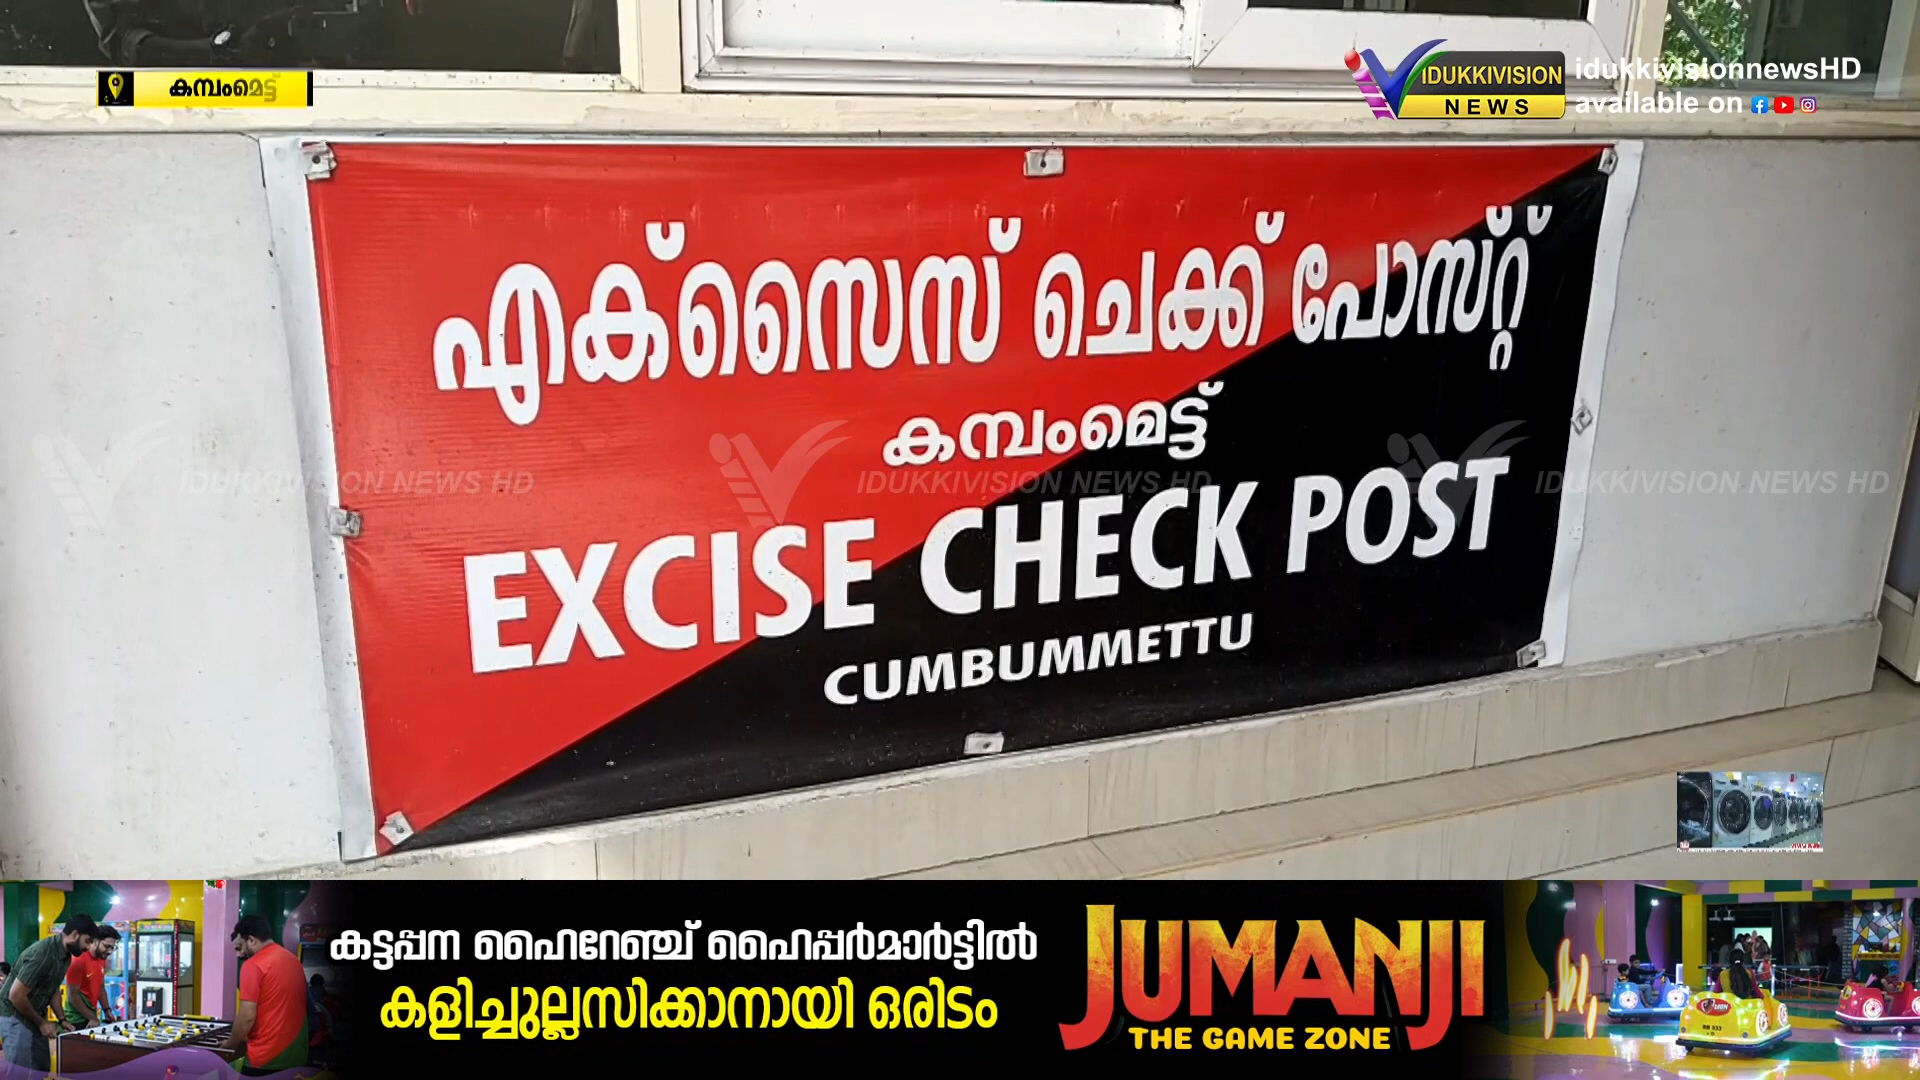 കമ്പംമെട്ട്
IDUKKIVISION
NEWS
idukkivisionnewsHD
available on
എക്സൈസ് ചെക്ക് പോസ്റ്റ്
കമ്പംമെട്ട്
IDUKKIVISION NEWS HD
IDUKKIVISION NEWS HD
IDUKKIVISION NEWS HD
EXCISE CHECK POST
CUMBUMMETTU
കട്ടപ്പന ഹൈറേഞ്ച് ഹൈപ്പർമാർട്ടിൽ
കളിച്ചുല്ലസിക്കാനായി ഒരിടം
JUMANJI
THE GAME ZONE